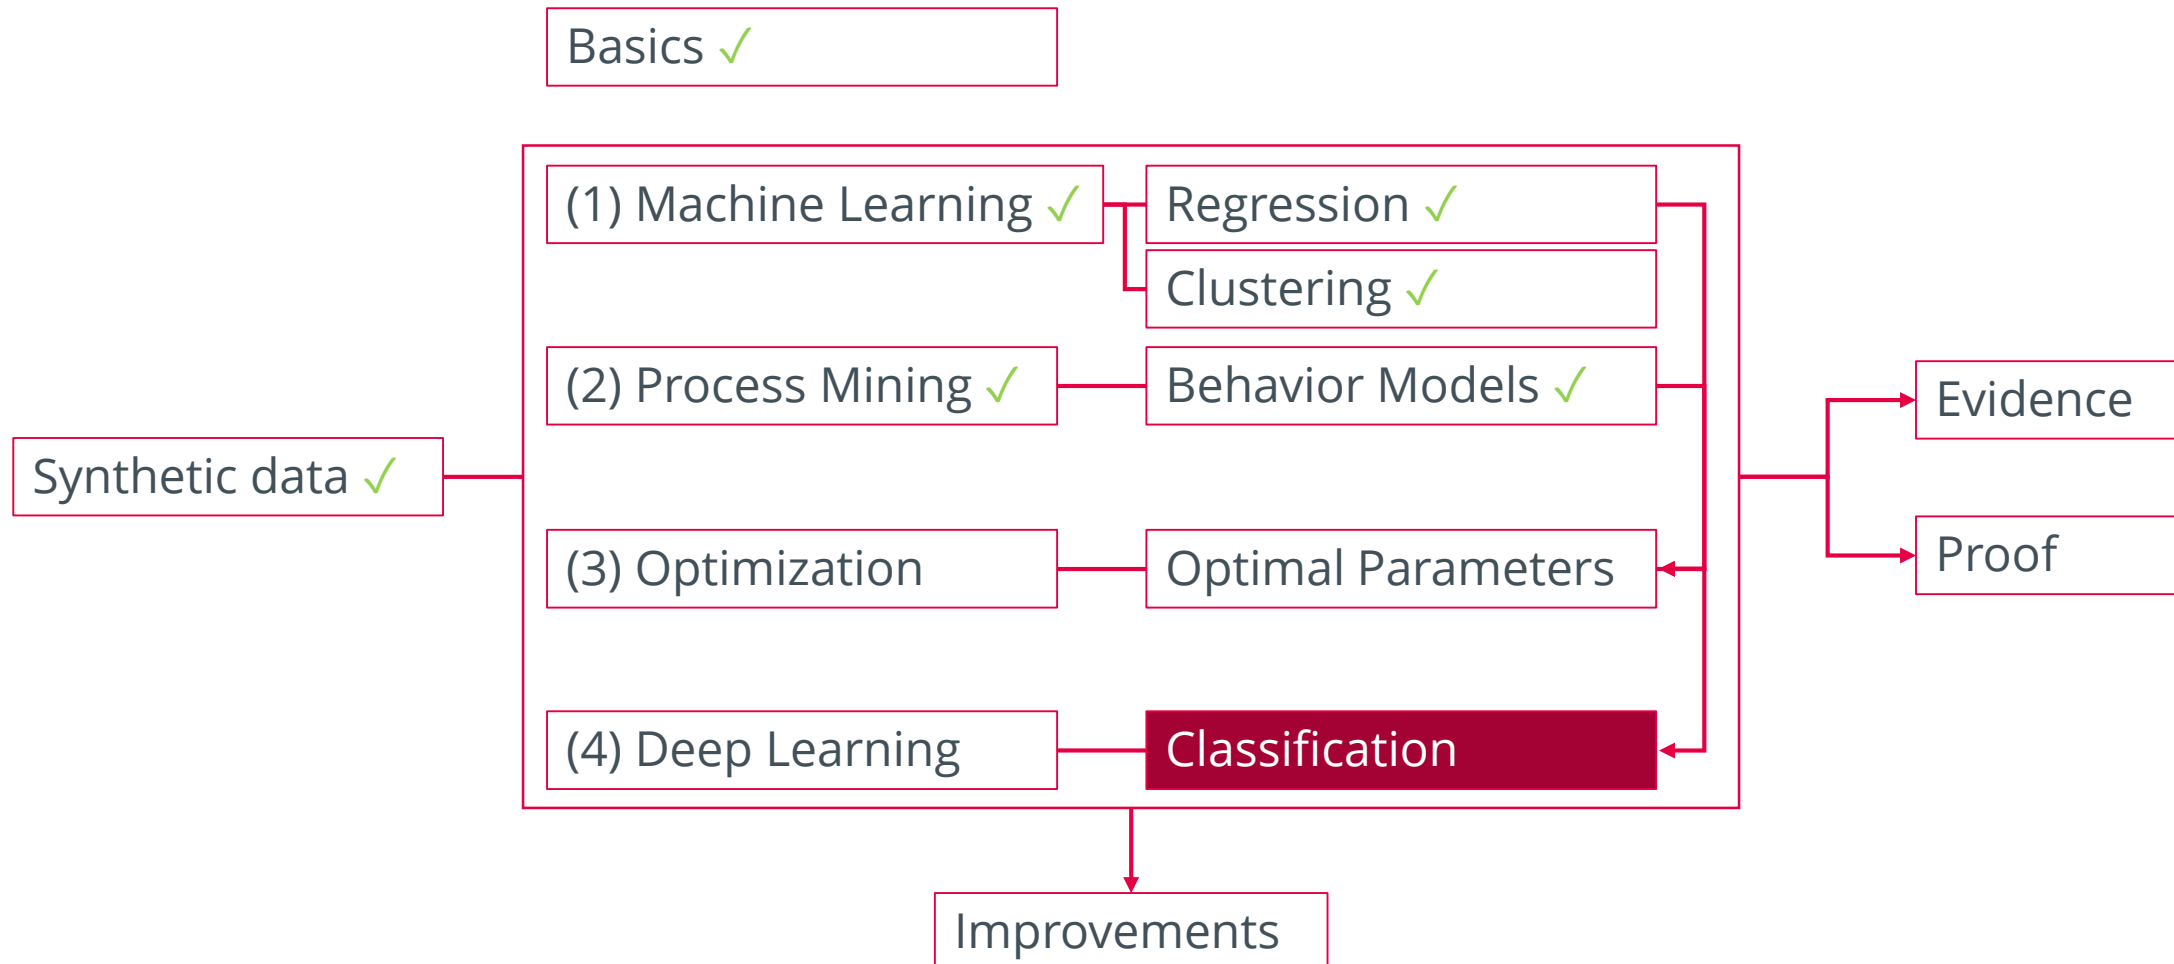 Basics ✓
(1) Machine Learning ✓
Regression ✓
Clustering ✓
(2) Process Mining ✓
Behavior Models ✓
Evidence
Synthetic data ✓
(3) Optimization
Optimal Parameters
Proof
(4) Deep Learning
Classification
Improvements